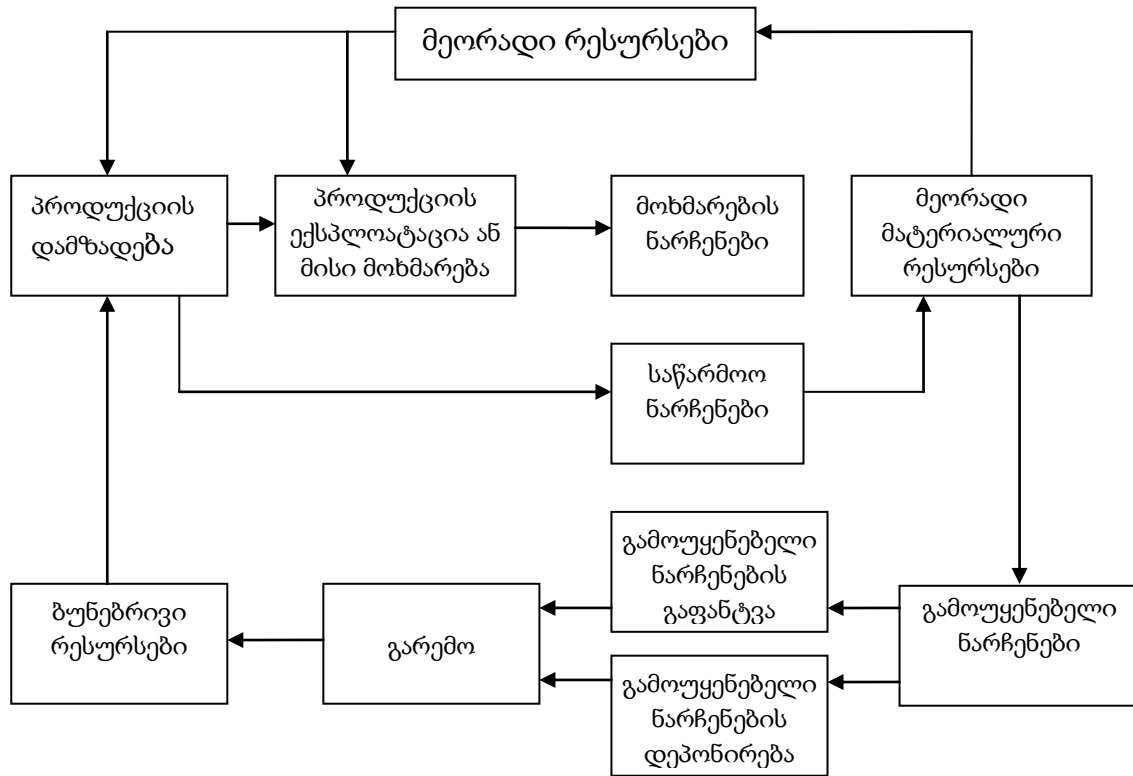 მეორადი რესურსები
პროდუქციის
დამზადება
პროდუქციის
ექსპლოატაცია ან
მისი მოხმარება
მოხმარების
ნარჩენები
მეორადი
მატერიალური
რესურსები
საწარმოო
ნარჩენები
გამოუყენებელი
ნარჩენების
გაფანტვა
ბუნებრივი
რესურსები
გარემო
გამოუყენებელი
ნარჩენები
გამოუყენებელი
ნარჩენების
დეპონირება